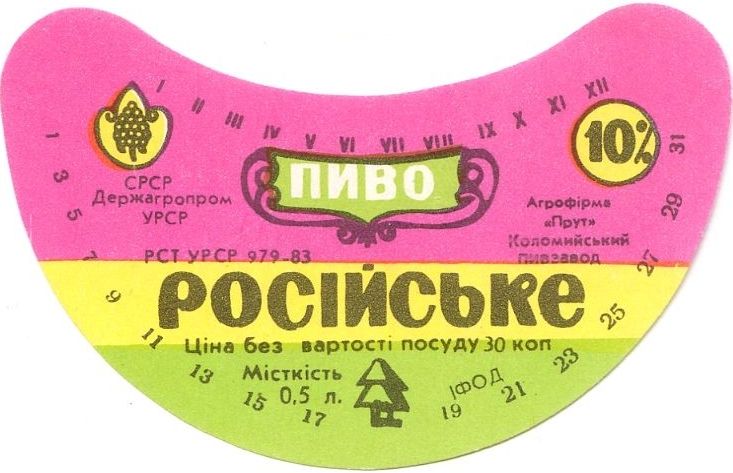 I II III IV V VI VII VIII IX X XI XII
ПИВО
10%
СРСР
Держагропром
УРСР
РСТ УРСР 979-83
Агрофірма
«Прут»
Коломийський
пивзавод
РОСІЙСЬКЕ
Ціна без вартості посуду 30 коп
Місткість
0,5 л.
ІФОД
1 3 5 7 9 11 13 15 17 19 21 23 25 27 29 31